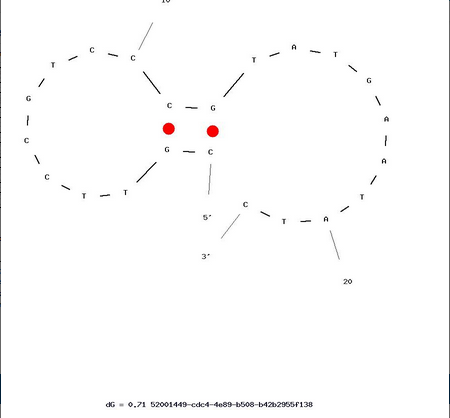 10
T C C T A T
G
G C G A
C G C A
C T T T
5' C T A
3'
20
dG = 0.71 52001449-cdc4-4e89-b508-b42b2955f138